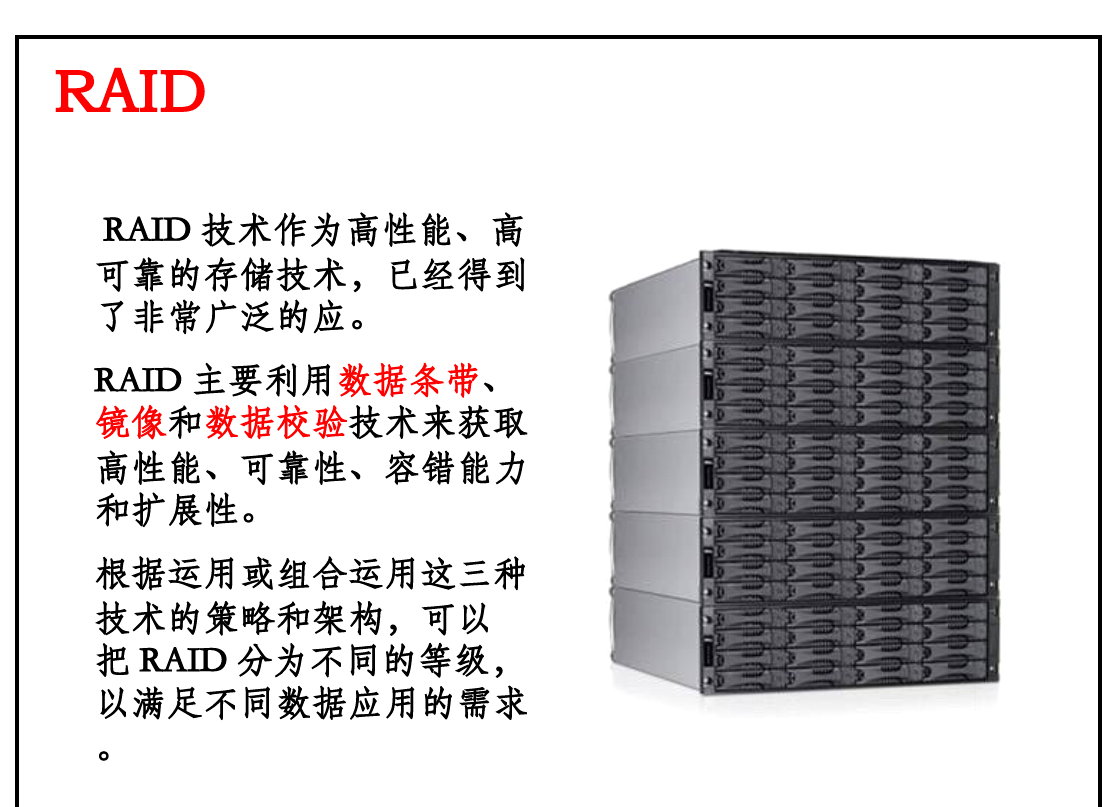 RAID
RAID 技术作为高性能、高
可靠的存储技术，已经得到
了非常广泛的应。
RAID 主要利用数据条带、
镜像和数据校验技术来获取
高性能、可靠性、容错能力
和扩展性。
根据运用或组合运用这三种
技术的策略和架构，可以
把 RAID 分为不同的等级，
以满足不同数据应用的需求
。